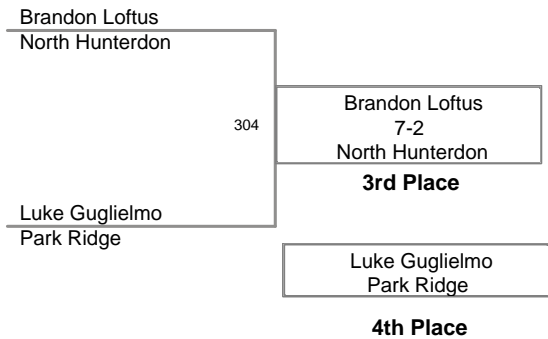 Brandon Loftus
North Hunterdon
304
Brandon Loftus
7-2
North Hunterdon
3rd Place
Luke Guglielmo
Park Ridge
Luke Guglielmo
Park Ridge
4th Place